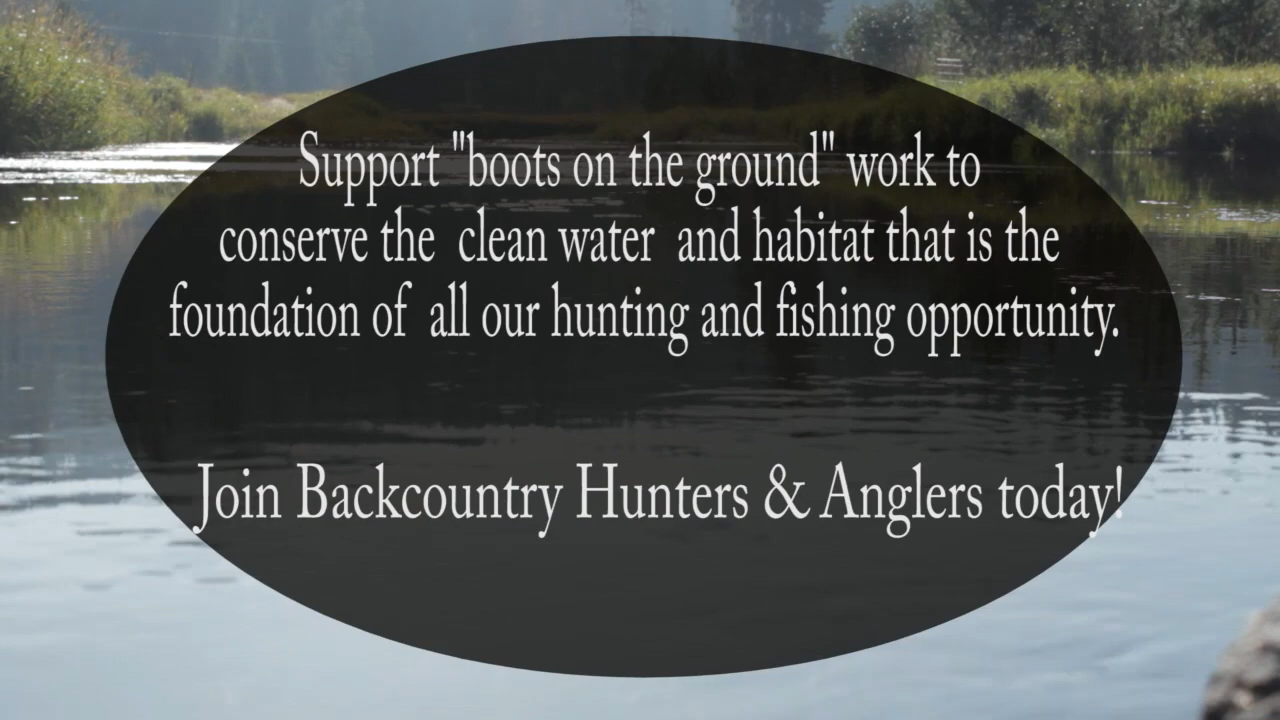 Support "boots on the ground" work to
conserve the clean water and habitat that is the
foundation of all our hunting and fishing opportunity.
Join Backcountry Hunters & Anglers today!